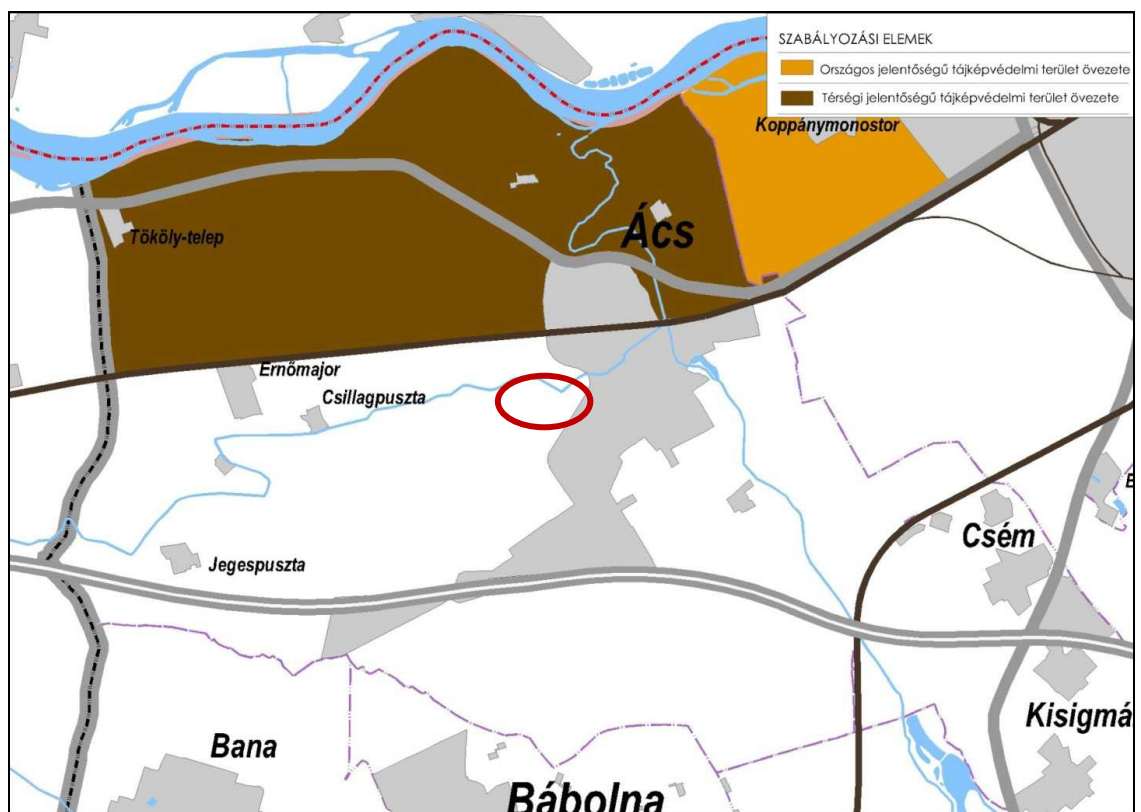 SZABÁLYOZÁSI ELEMEK
Országos jelentőségű tájképvédelmi terület övezete
Térségi jelentőségű tájképvédelmi terület övezete
Koppánymonostor
Ács
Tököly-telep
Ernőmajor
Csillagpuszta
B
Csém
Jegespuszta
Kisigmá
Bana
Bábolna